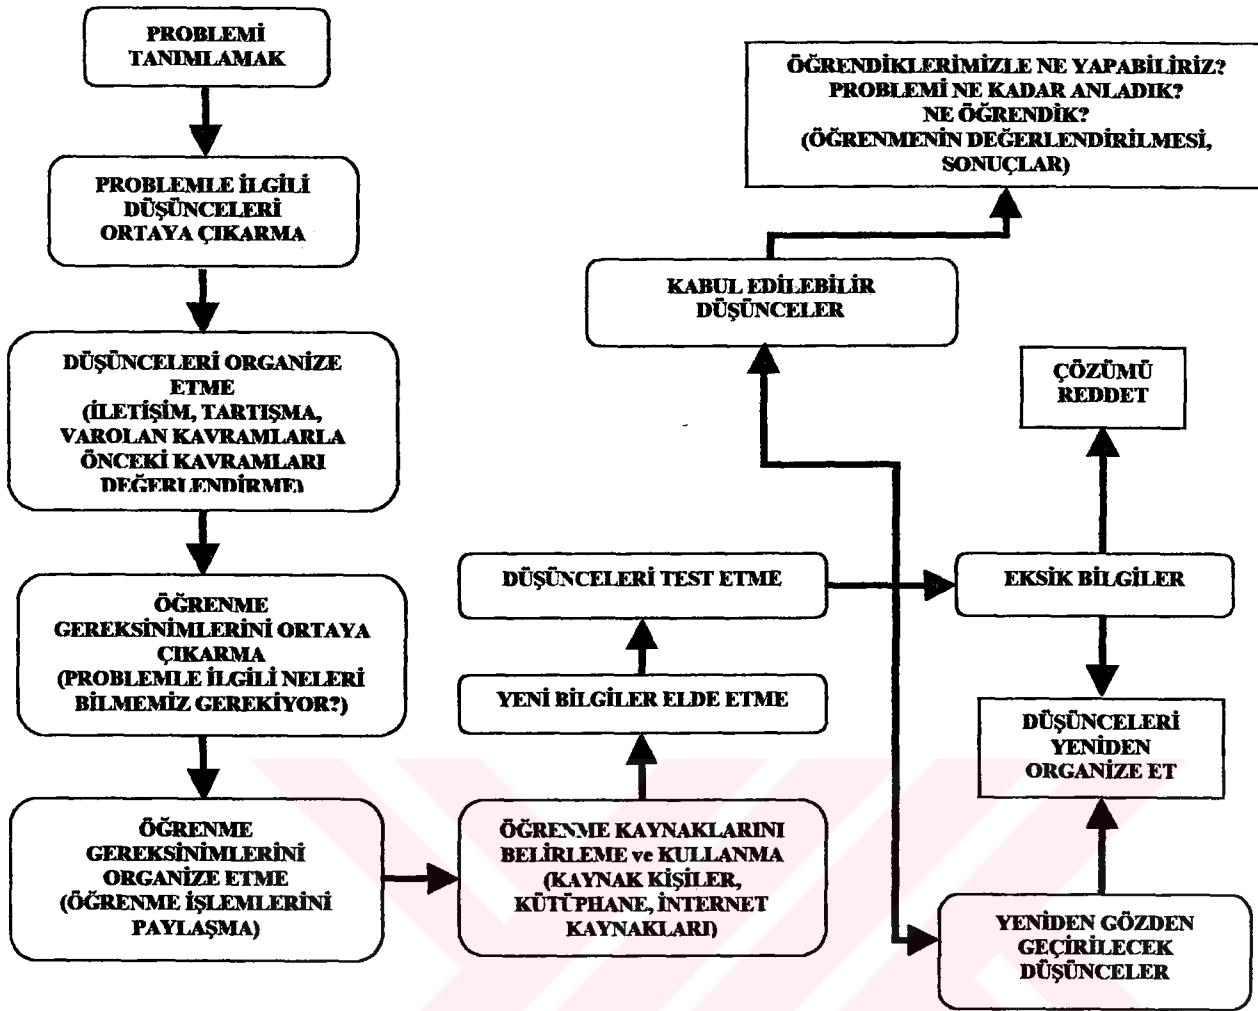 PROBLEMİ
TANIMLAMAK
PROBLEMLE İLGİLİ
DÜŞÜNCELERİ
ORTAYA ÇIKARMA
DÜŞÜNCELERİ ORGANİZE
ETME
(İLETİŞİM, TARTIŞMA,
VAROLAN KAVRAMLARLA
ÖNCEKİ KAVRAMLARI
DEĞERLENDİRME)
ÖĞRENME
GEREKSİNİMLERİNİ ORTAYA
ÇIKARMA
(PROBLEMLE İLGİLİ NELERİ
BİLMEMİZ GEREKİYOR?)
ÖĞRENME
GEREKSİNİMLERİNİ
ORGANİZE ETME
(ÖĞRENME İŞLEMLERİNİ
PAYLAŞMA)
ÖĞRENME KAYNAKLARINI
BELİRLEME ve KULLANMA
(KAYNAK KİŞİLER,
KÜTÜPHANE, İNTERNET
KAYNAKLARI)
YENİ BİLGİLER ELDE ETME
DÜŞÜNCELERİ TEST ETME
KABUL EDİLEBİLİR
DÜŞÜNCELER
ÖĞRENDİKLERİMİZLE NE YAPABİLİRİZ?
PROBLEMİ NE KADAR ANLADIK?
NE ÖĞRENDİK?
(ÖĞRENMENİN DEĞERLENDİRİLMESİ,
SONUÇLAR)
ÇÖZÜMÜ
REDDET
EKSİK BİLGİLER
DÜŞÜNCELERİ
YENİDEN
ORGANİZE ET
YENİDEN GÖZDEN
GEÇİRİLECEK
DÜŞÜNCELER